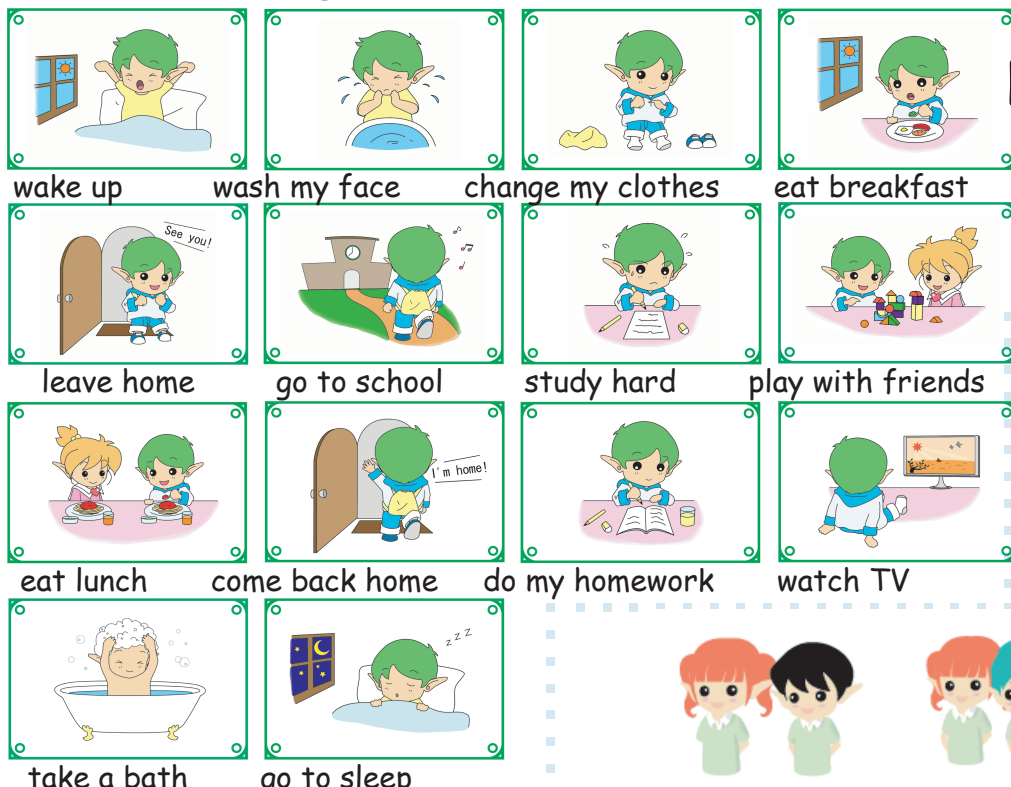 wake up wash my face change my clothes eat breakfast
See you!
leave home go to school study hard play with friends
I'm home!
eat lunch come back home do my homework watch TV
z z z
take a bath go to sleep